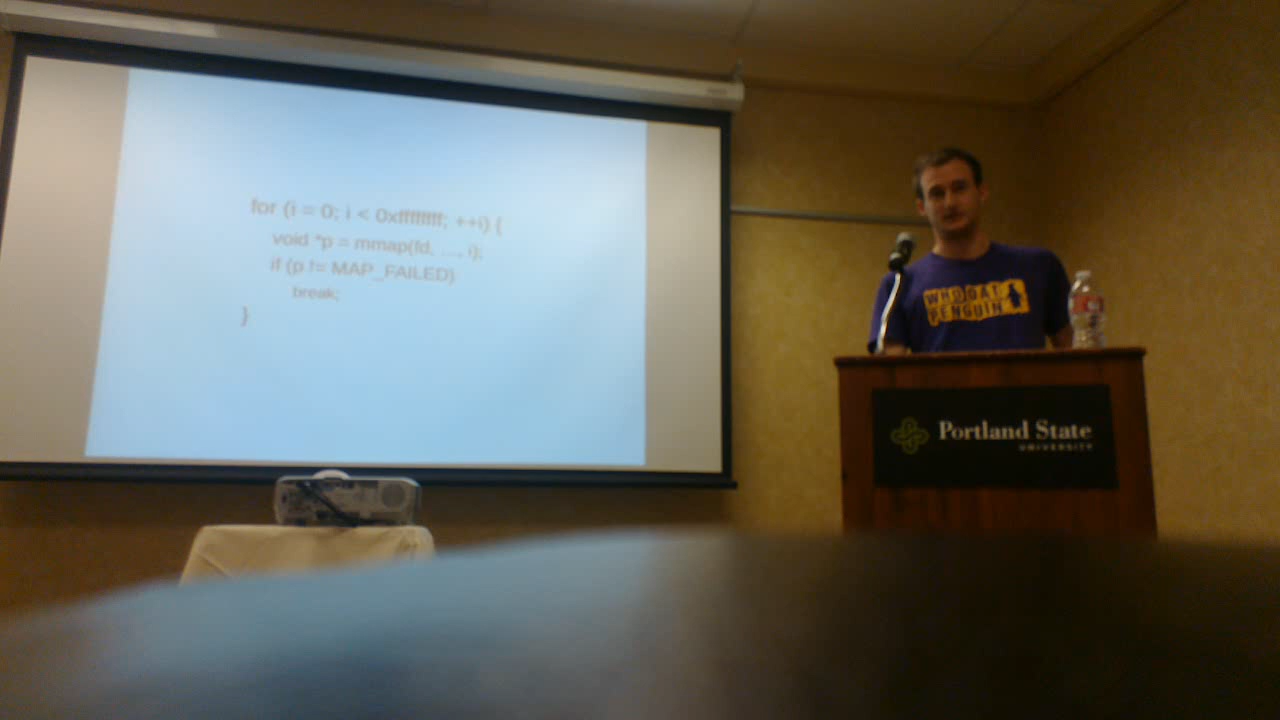 for (i = 0; i < 0xffffffff; ++i) {
void *p = mmap(fd, ..., i);
if (p != MAP_FAILED)
break;
}
WHO DAT
PENGUIN
Portland State
UNIVERSITY